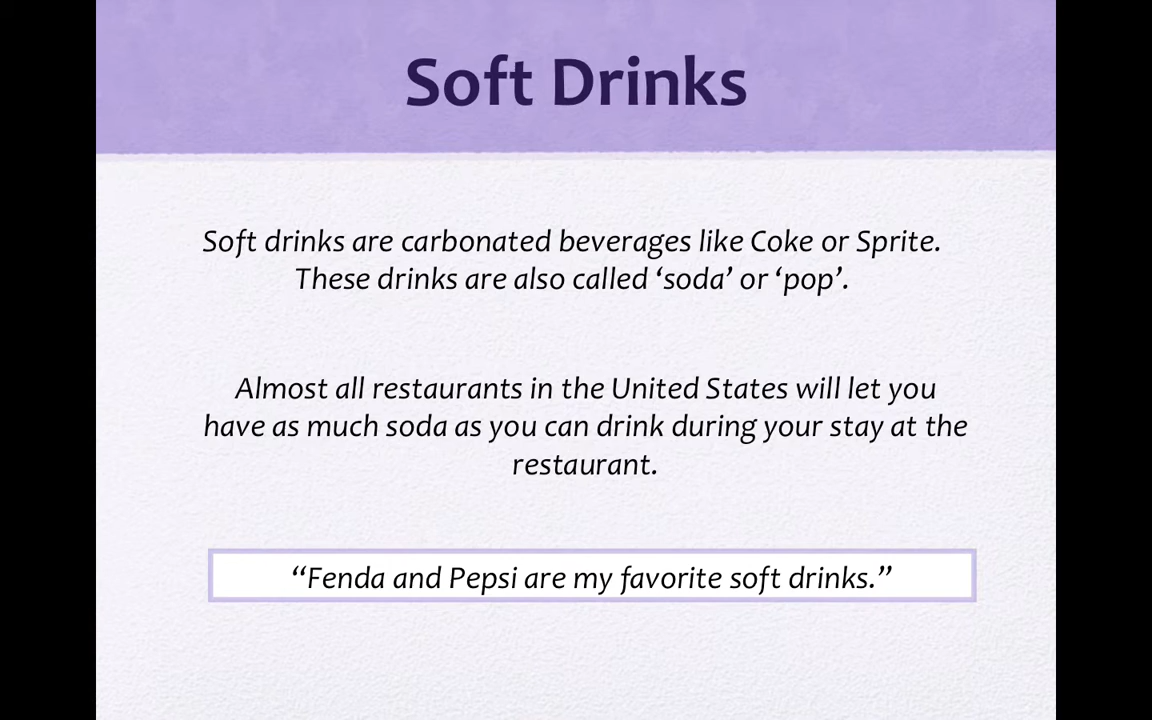 Soft Drinks
Soft drinks are carbonated beverages like Coke or Sprite.
These drinks are also called ‘soda’ or ‘pop’.
Almost all restaurants in the United States will let you
have as much soda as you can drink during your stay at the
restaurant.
“Fenda and Pepsi are my favorite soft drinks.”